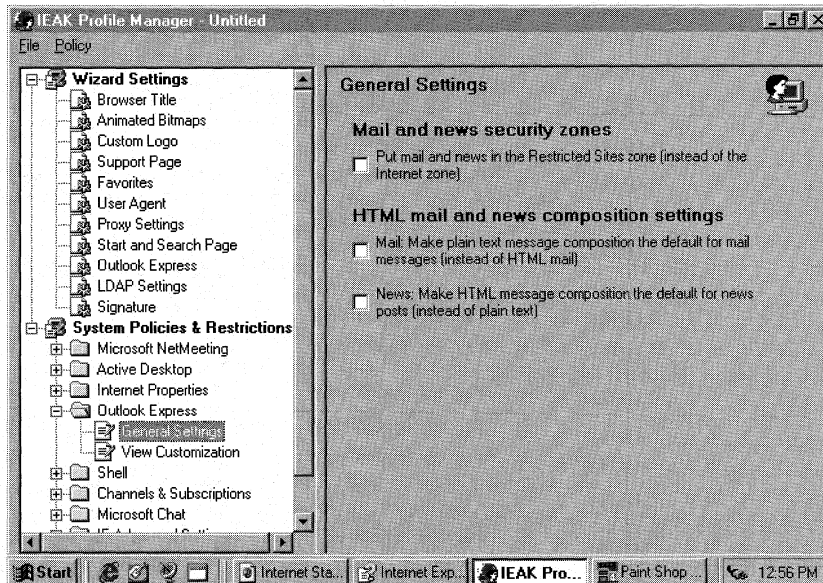 IEAK Profile Manager - Untitled
File Policy
Wizard Settings
Browser Title
Animated Bitmaps
Custom Logo
Support Page
Favorites
User Agent
Proxy Settings
Start and Search Page
Outlook Express
LDAP Settings
Signature
System Policies & Restrictions
Microsoft NetMeeting
Active Desktop
Internet Properties
Outlook Express
General Settings
View Customization
Shell
Channels & Subscriptions
Microsoft Chat
General Settings
Mail and news security zones
Put mail and news in the Restricted Sites zone (instead of the
Internet zone)
HTML mail and news composition settings
Mail: Make plain text message composition the default for mail
messages (instead of HTML mail)
News: Make HTML message composition the default for news
posts (instead of plain text)
Start Internet Sta... Internet Exp... IEAK Pro... Paint Shop ... 12:56 PM